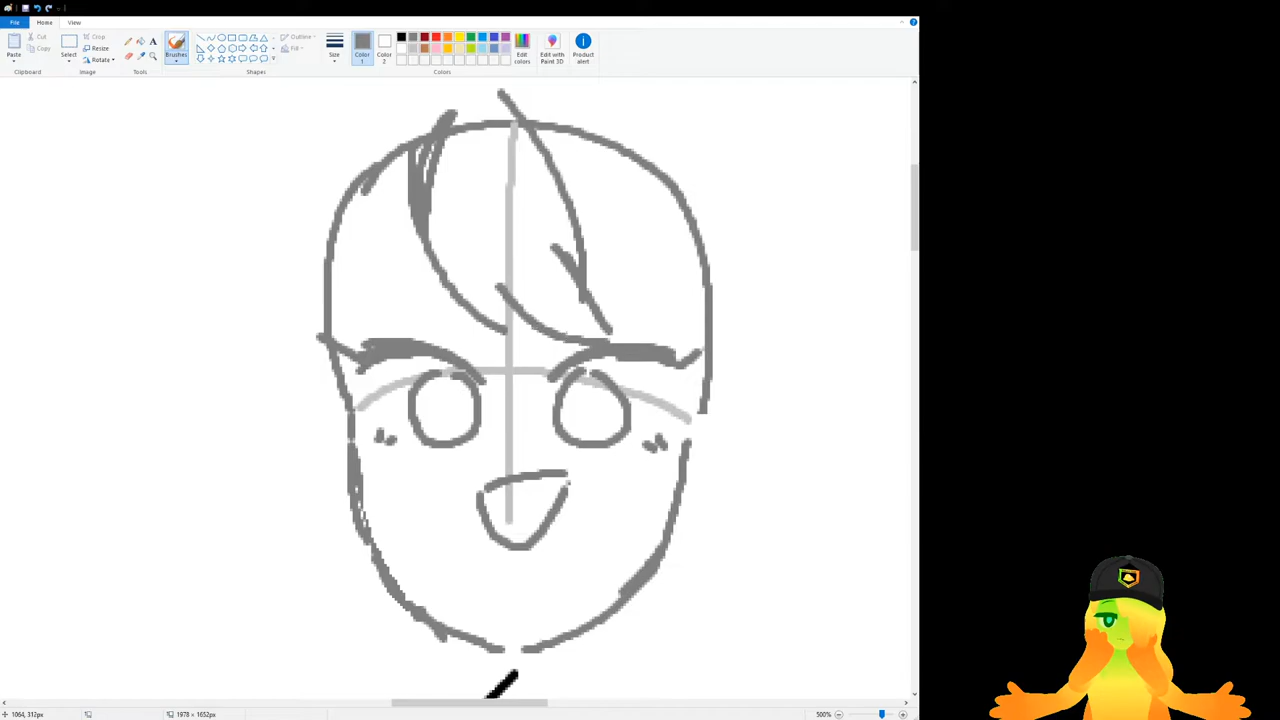 File Home View
Cut Crop Outline
Copy Resize Fill
Paste Select Rotate Brushes Size Color 1 Color 2 Edit colors Edit with Paint 3D Product alert
Clipboard Image Tools Shapes Colors
A
1064, 312px 1978 × 1652px 500%